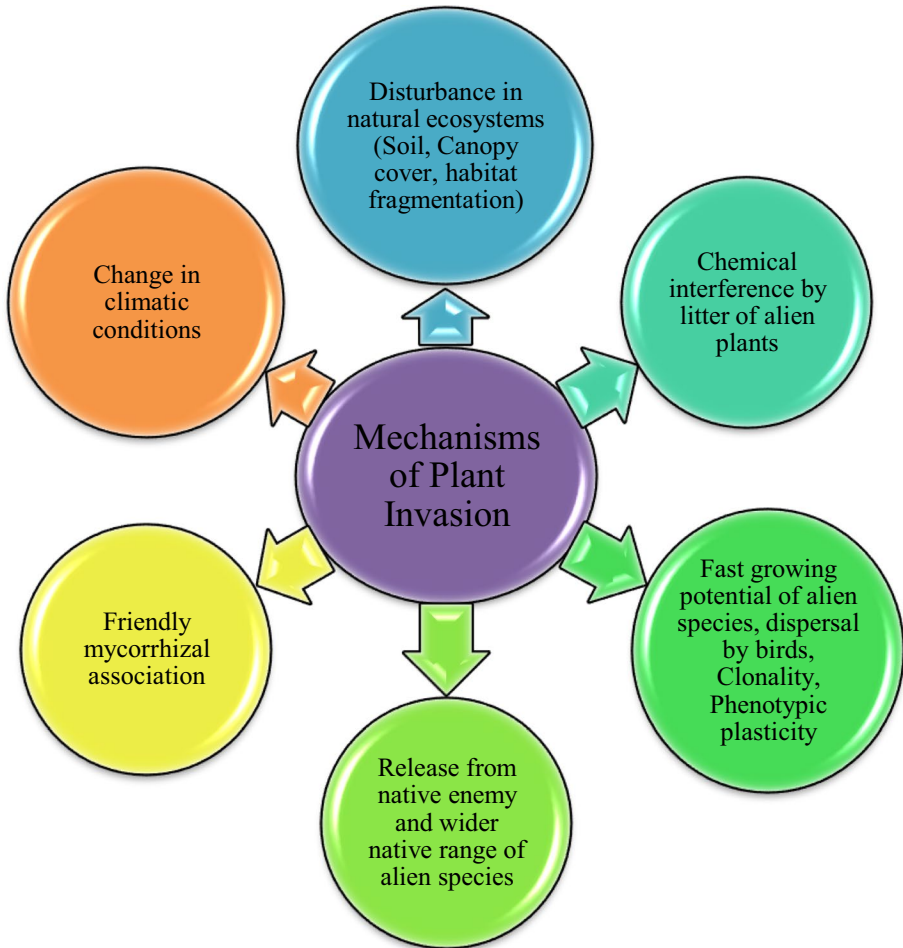 Disturbance in
natural ecosystems
(Soil, Canopy
cover, habitat
fragmentation)
Change in
climatic
conditions
Chemical
interference by
litter of alien
plants
Mechanisms
of Plant
Invasion
Friendly
mycorrhizal
association
Fast growing
potential of alien
species, dispersal
by birds,
Clonality,
Phenotypic
plasticity
Release from
native enemy
and wider
native range of
alien species